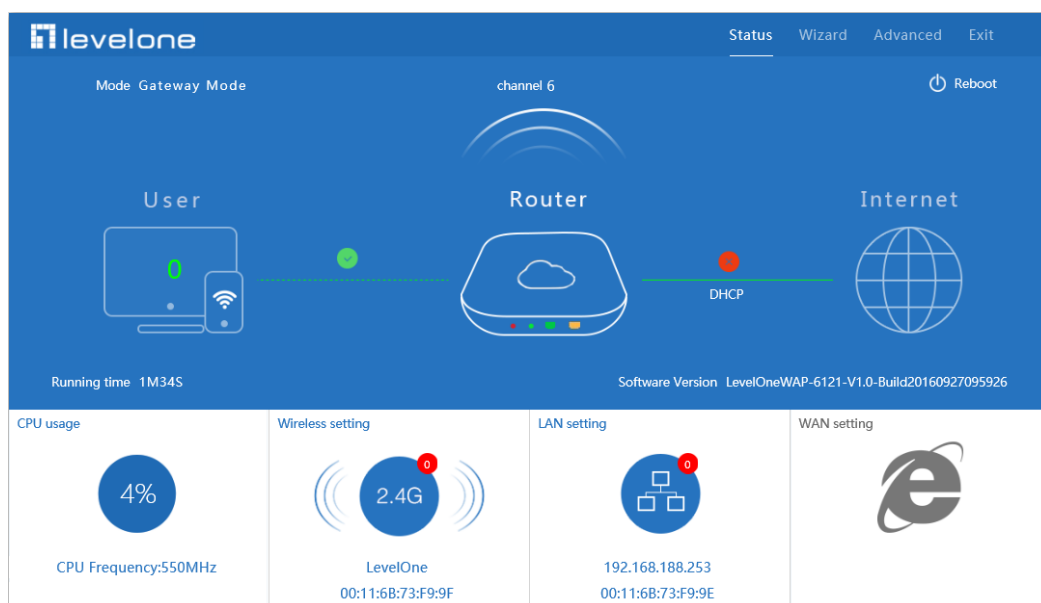 levelone
Status Wizard Advanced Exit
Mode Gateway Mode
channel 6
Reboot
User
Router
Internet
0
DHCP
Running time 1M34S
Software Version LevelOneWAP-6121-V1.0-Build20160927095926
CPU usage
Wireless setting
LAN setting
WAN setting
4%
0
2.4G
0
CPU Frequency:550MHz
LevelOne
192.168.188.253
00:11:6B:73:F9:9F
00:11:6B:73:F9:9E